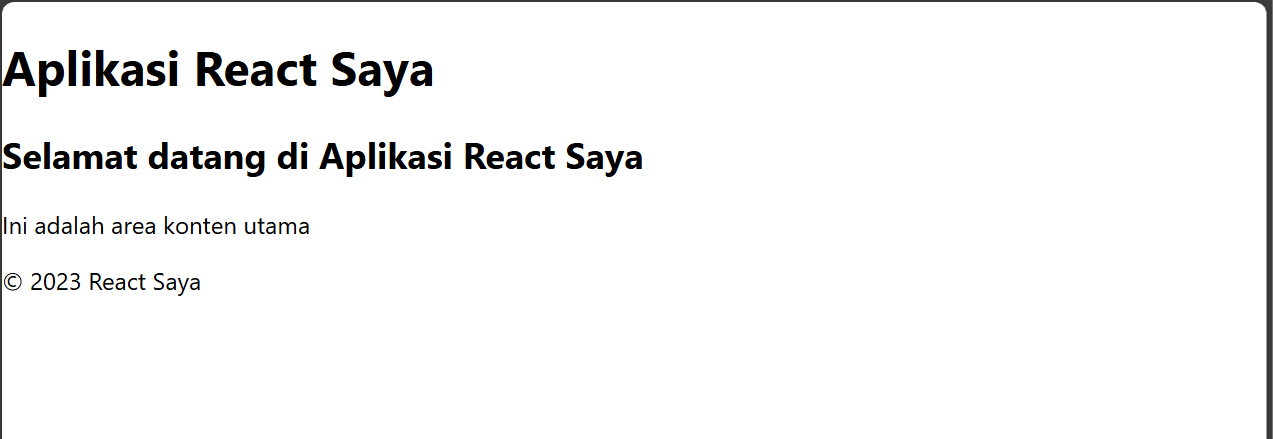 Aplikasi React Saya
Selamat datang di Aplikasi React Saya
Ini adalah area konten utama
© 2023 React Saya